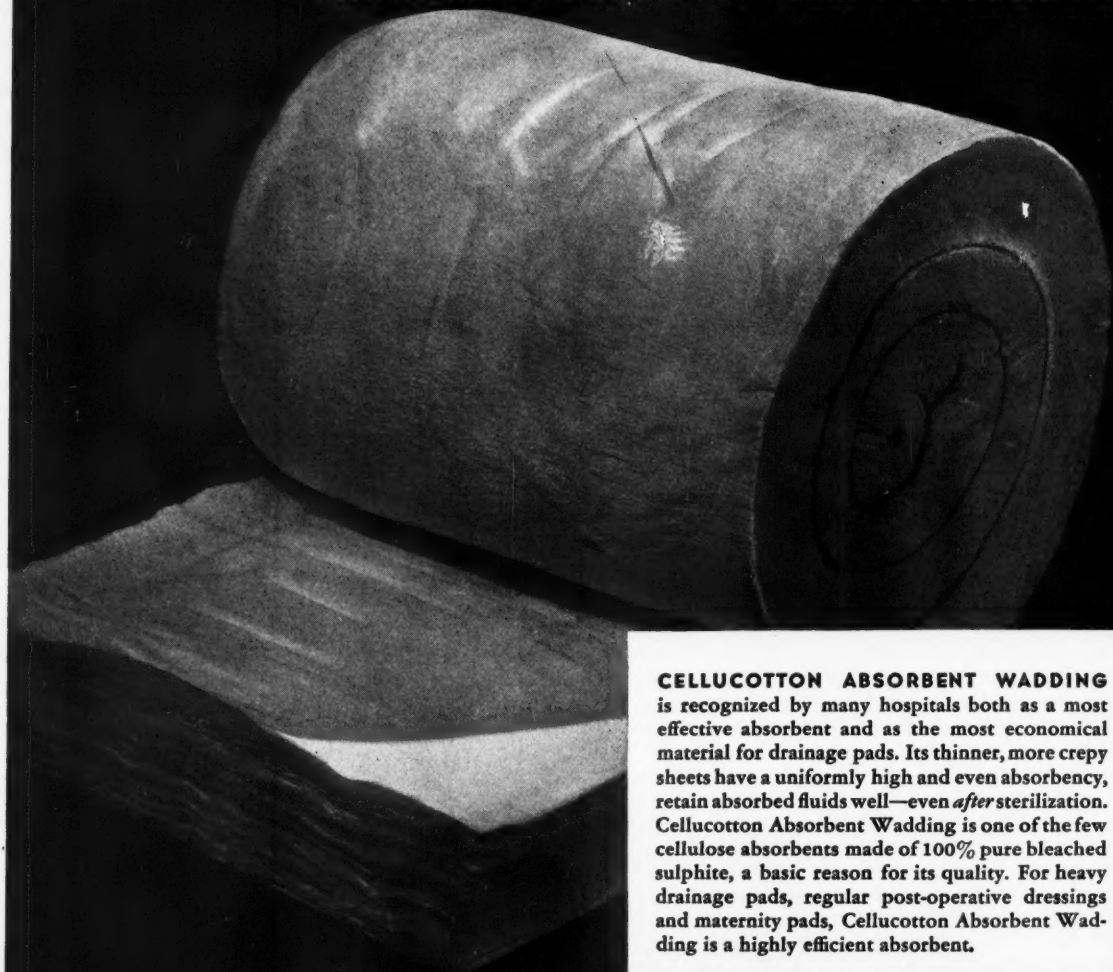 CELLUCOTTON ABSORBENT WADDING
is recognized by many hospitals both as a most
effective absorbent and as the most economical
material for drainage pads. Its thinner, more crepy
sheets have a uniformly high and even absorbency,
retain absorbed fluids well—even after sterilization.
Cellucotton Absorbent Wadding is one of the few
cellulose absorbents made of 100% pure bleached
sulphite, a basic reason for its quality. For heavy
drainage pads, regular post-operative dressings
and maternity pads, Cellucotton Absorbent Wad-
ding is a highly efficient absorbent.